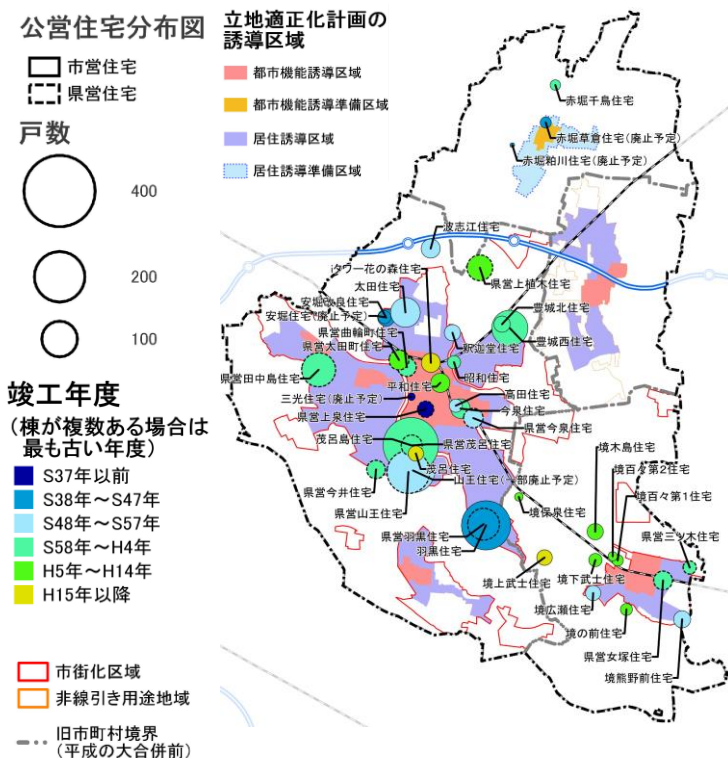 公営住宅分布図
市営住宅
県営住宅
戸数
400
200
100
竣工年度
(棟が複数ある場合は
最も古い年度)
S37年以前
S38年~S47年
S48年~S57年
S58年~H4年
H5年~H14年
H15年以降
市街化区域
非線引き用途地域
旧市町村境界
(平成の大合併前)
立地適正化計画の
誘導区域
都市機能誘導区域
都市機能誘導準備区域
居住誘導区域
居住誘導準備区域
赤堀千鳥住宅
赤堀草倉住宅(廃止予定)
赤堀粕川住宅(廃止予定)
波志江住宅
タワー花の森住宅
県営上植木住宅
太田住宅
安堀改良住宅
安堀住宅(廃止予定)
豊城北住宅
県営曲輪町住宅
豊城西住宅
県営太田町住宅
釈迦堂住宅
県営田中島住宅
昭和住宅
平和住宅
三光住宅(廃止予定)
高田住宅
県営上泉住宅
今泉住宅
県営今泉住宅
茂呂島住宅
県営茂呂住宅
境木島住宅
茂呂住宅
境百々第2住宅
山王住宅(一部廃止予定)
県営今井住宅
境百々第1住宅
境保泉住宅
県営山王住宅
県営羽黒住宅
県営三ツ木住宅
羽黒住宅
境上武士住宅
境下武士住宅
境広瀬住宅
境の前住宅
県営女塚住宅
境熊野前住宅